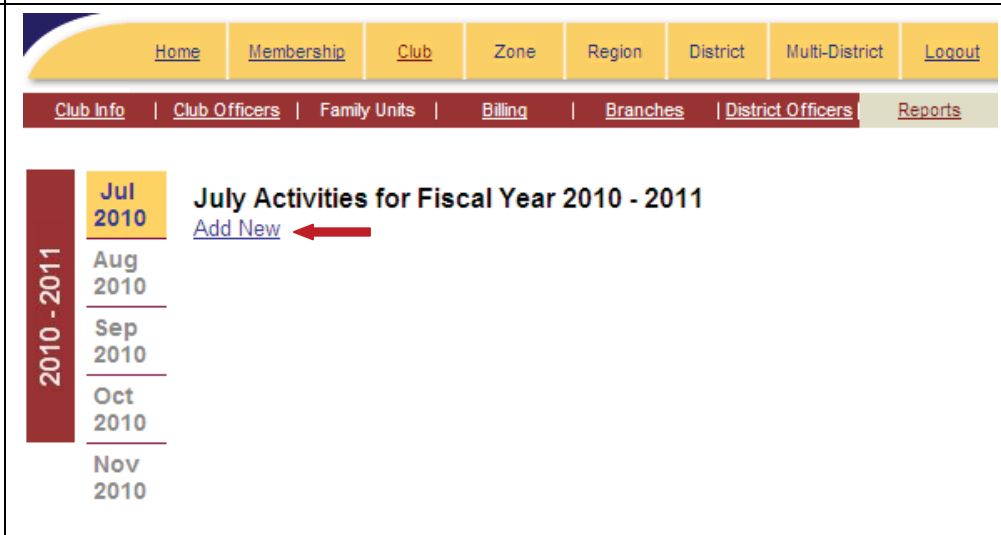 Home Membership Club Zone Region District Multi-District Logout
Club Info | Club Officers | Family Units | Billing | Branches | District Officers | Reports
2010 - 2011
Jul
2010
July Activities for Fiscal Year 2010 - 2011
Add New
Aug
2010
Sep
2010
Oct
2010
Nov
2010